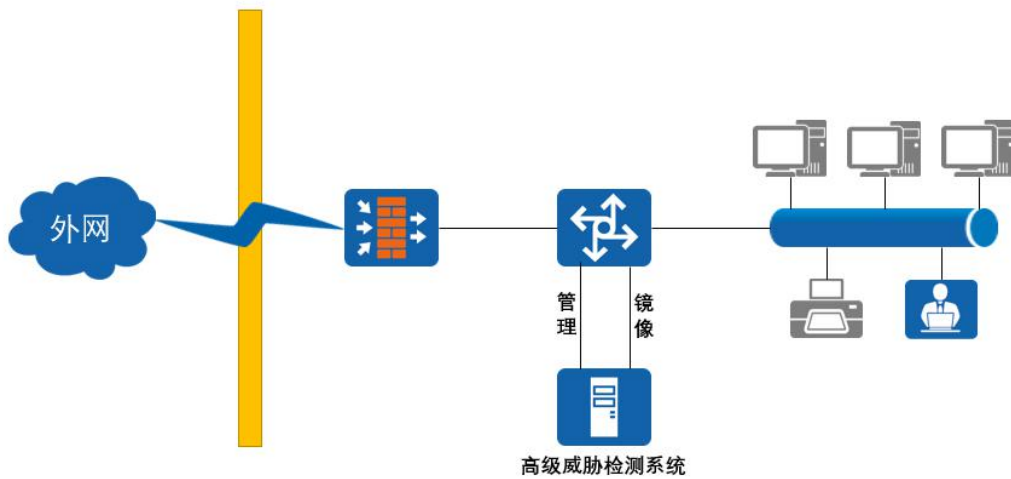 外网
管理
镜像
高级威胁检测系统